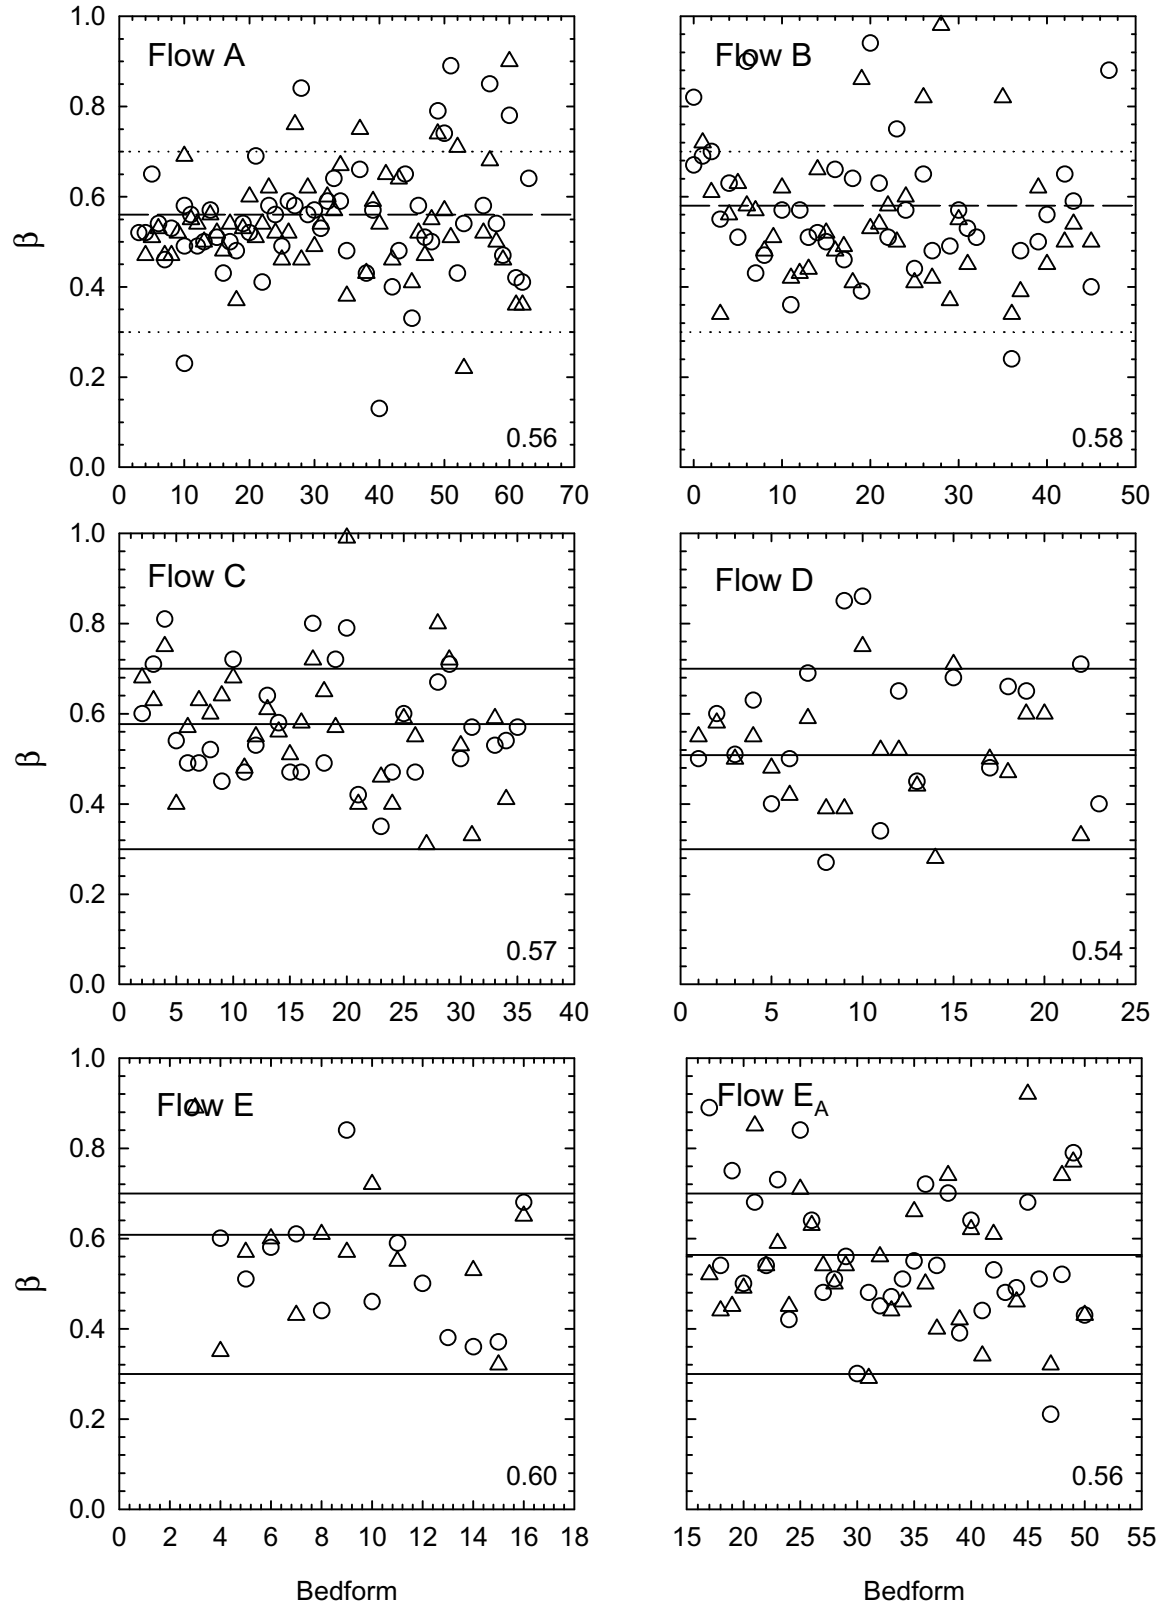 1.0
Flow A
Flow B
0.8
0.6
β
0.4
0.2
0.56
0.58
0.0
0 10 20 30 40 50 60 70
0 10 20 30 40 50
1.0
Flow C
Flow D
0.8
0.6
β
0.4
0.2
0.57
0.54
0.0
0 5 10 15 20 25 30 35 40
0 5 10 15 20 25
1.0
Flow E
Flow E_A
0.8
0.6
β
0.4
0.2
0.60
0.56
0.0
0 2 4 6 8 10 12 14 16 18
15 20 25 30 35 40 45 50 55
Bedform
Bedform